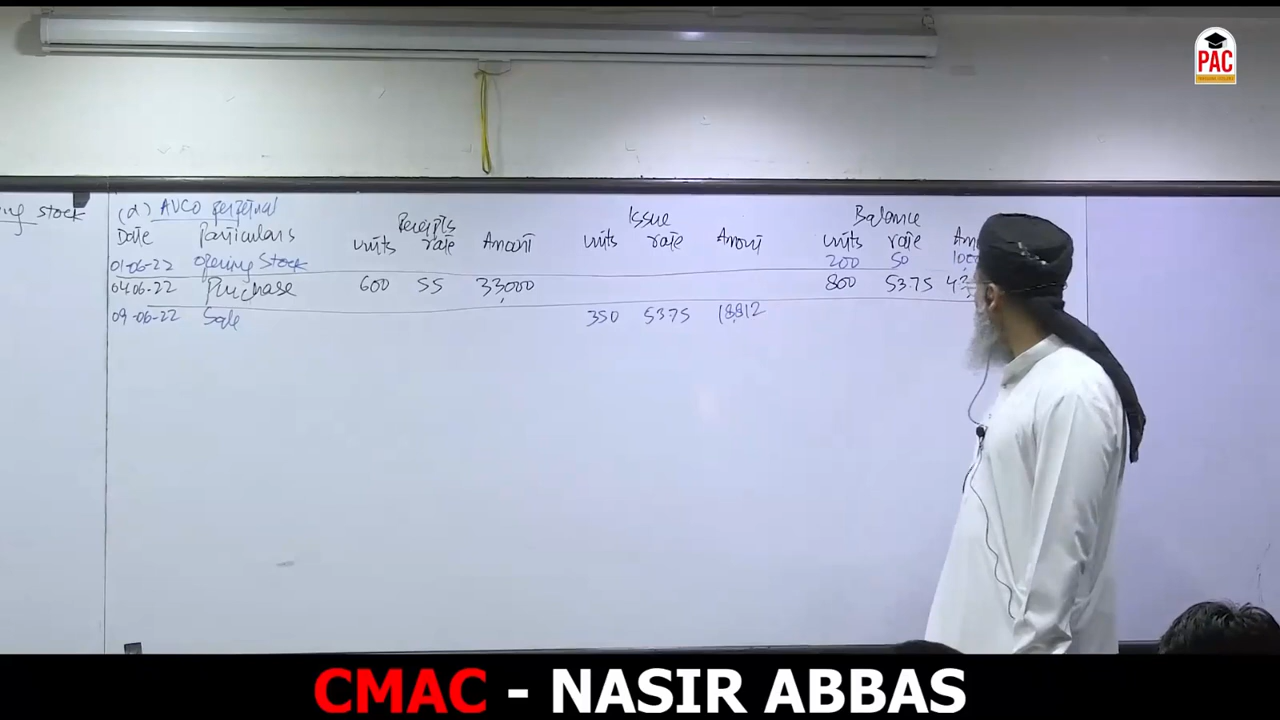 PAC
ing stock
(d) AVCO perpetual
Receipts Issue Balance
Date Particulars units rate Amount units rate Amount units rate Am
01-06-22 opening Stock 200 50 10,0
04-06-22 Purchase 600 55 33,000 800 53.75 43,
09-06-22 Sale 350 53.75 18,812
CMAC - NASIR ABBAS